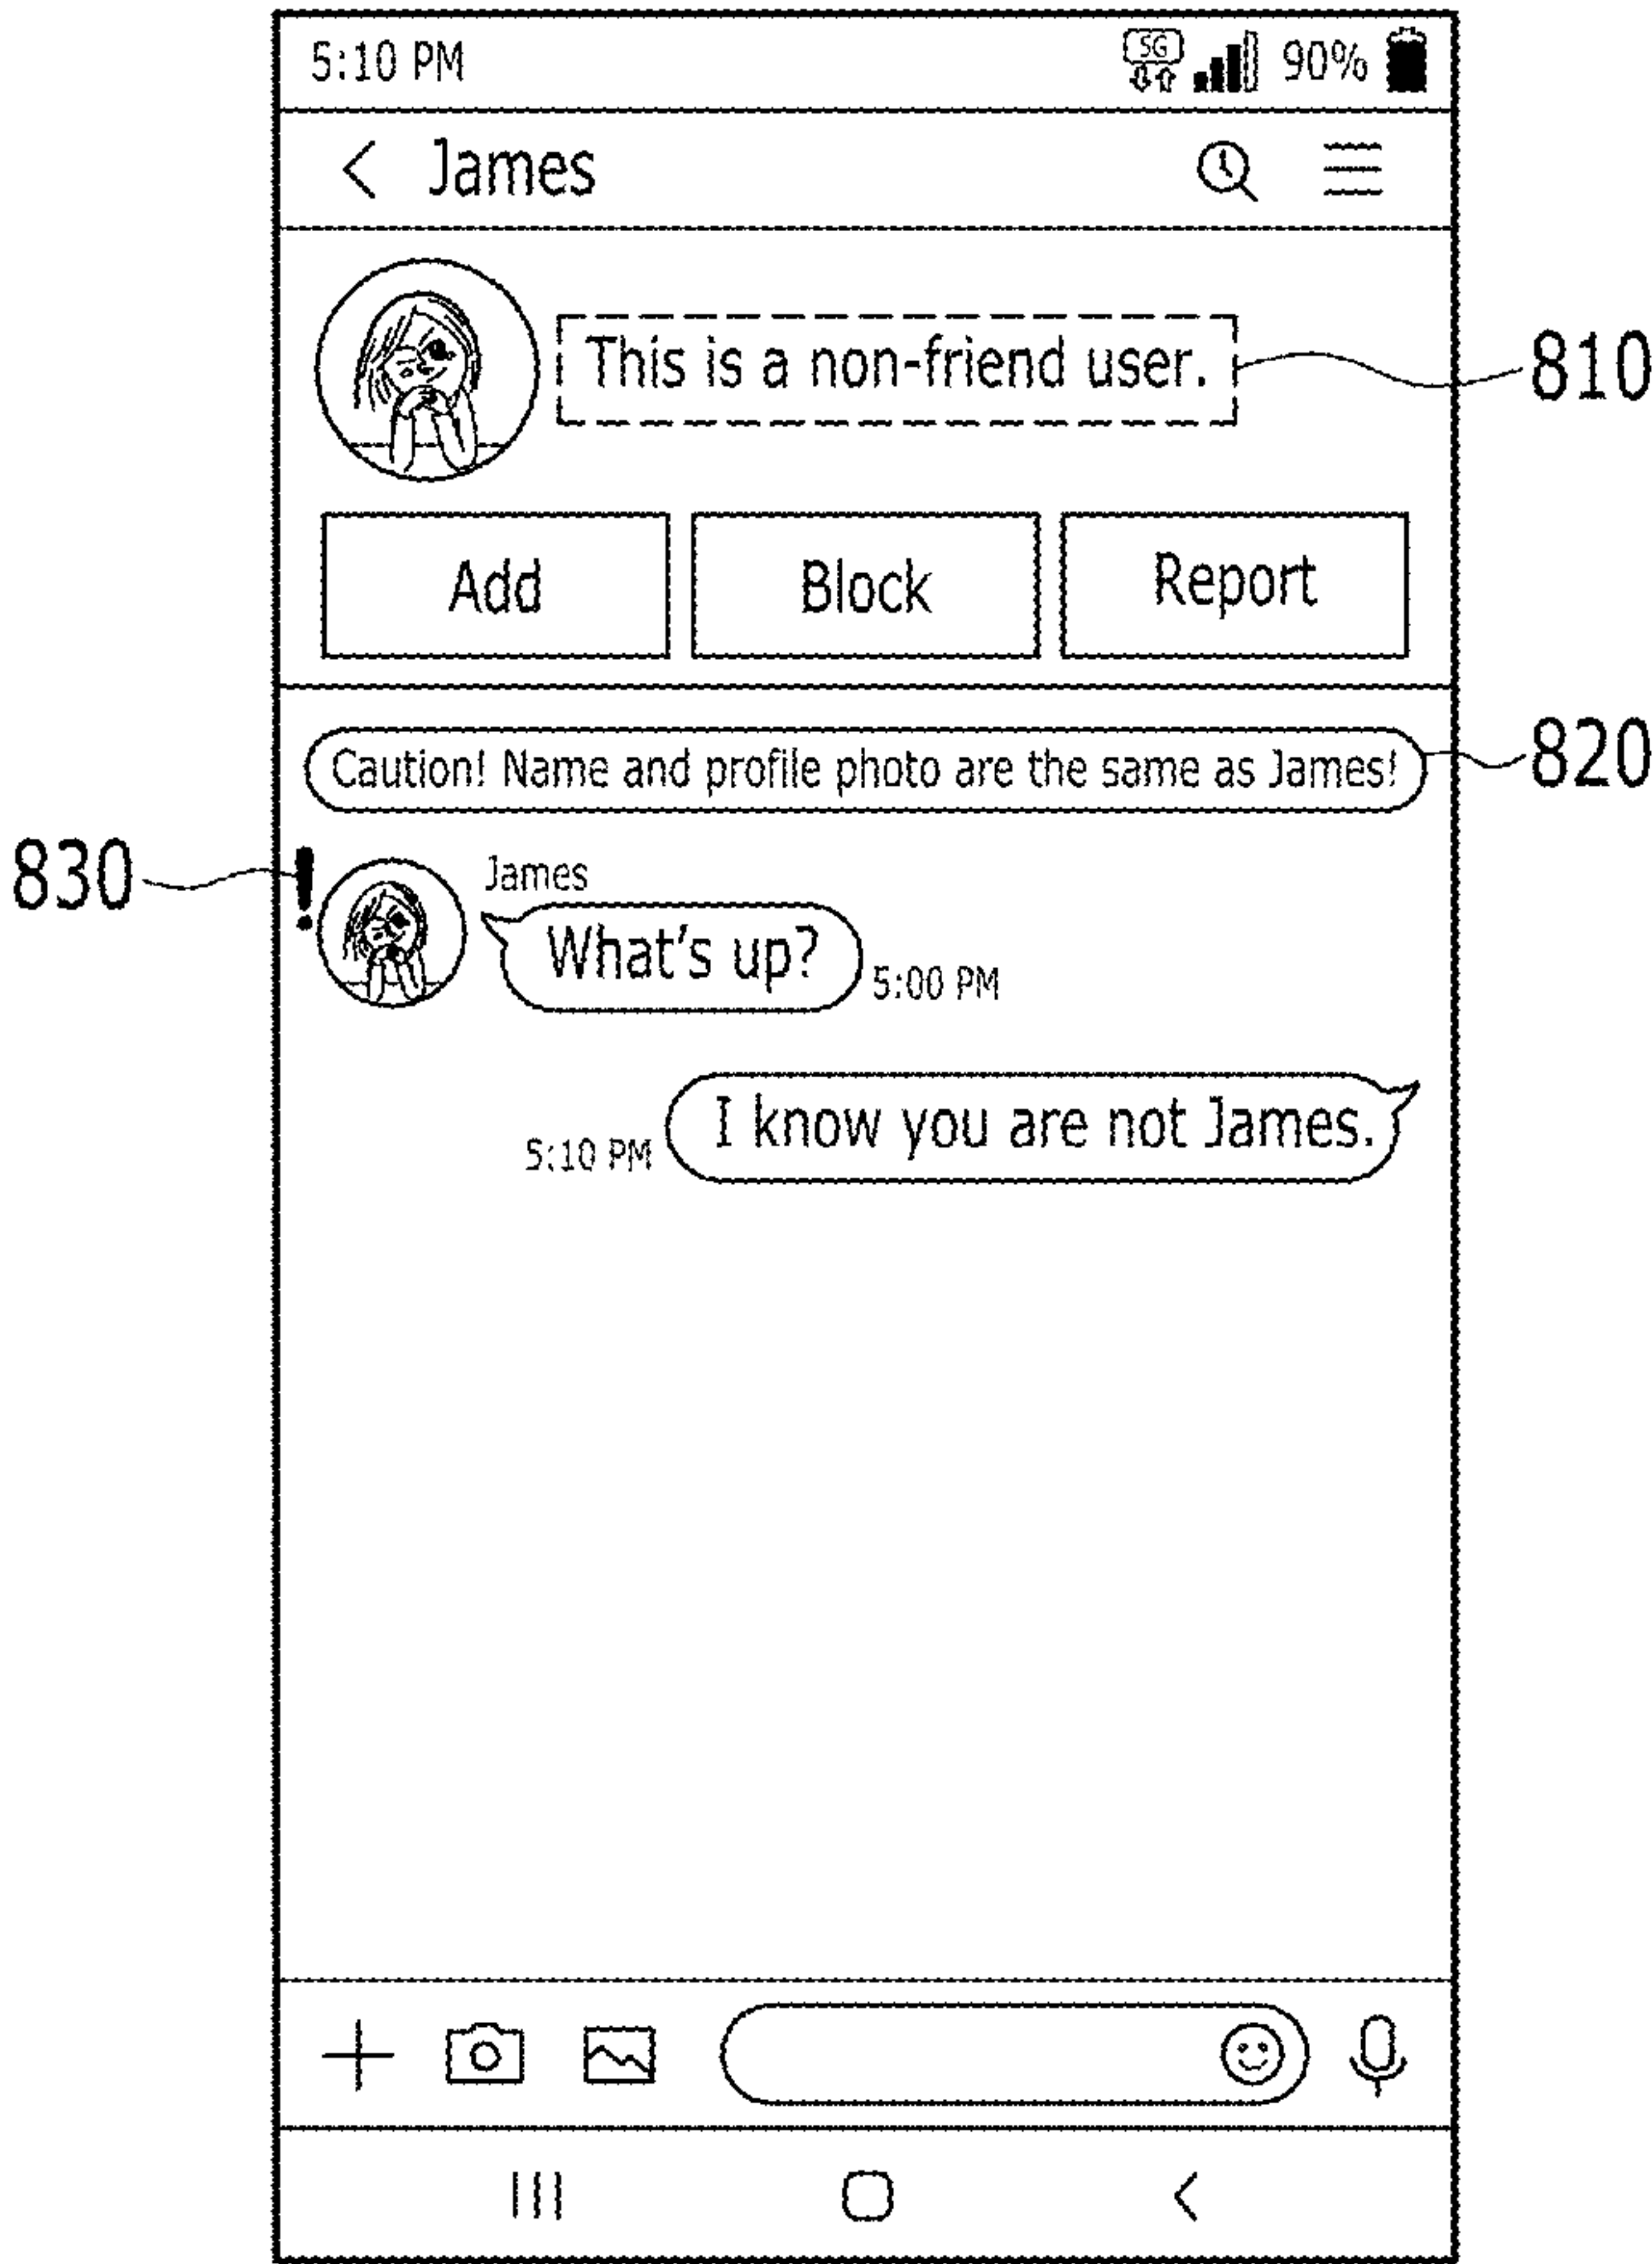 5:10 PM 5G 90%
James
This is a non-friend user.
810
Add Block Report
Caution! Name and profile photo are the same as James!
820
830
James
What's up?
5:00 PM
I know you are not James.
5:10 PM